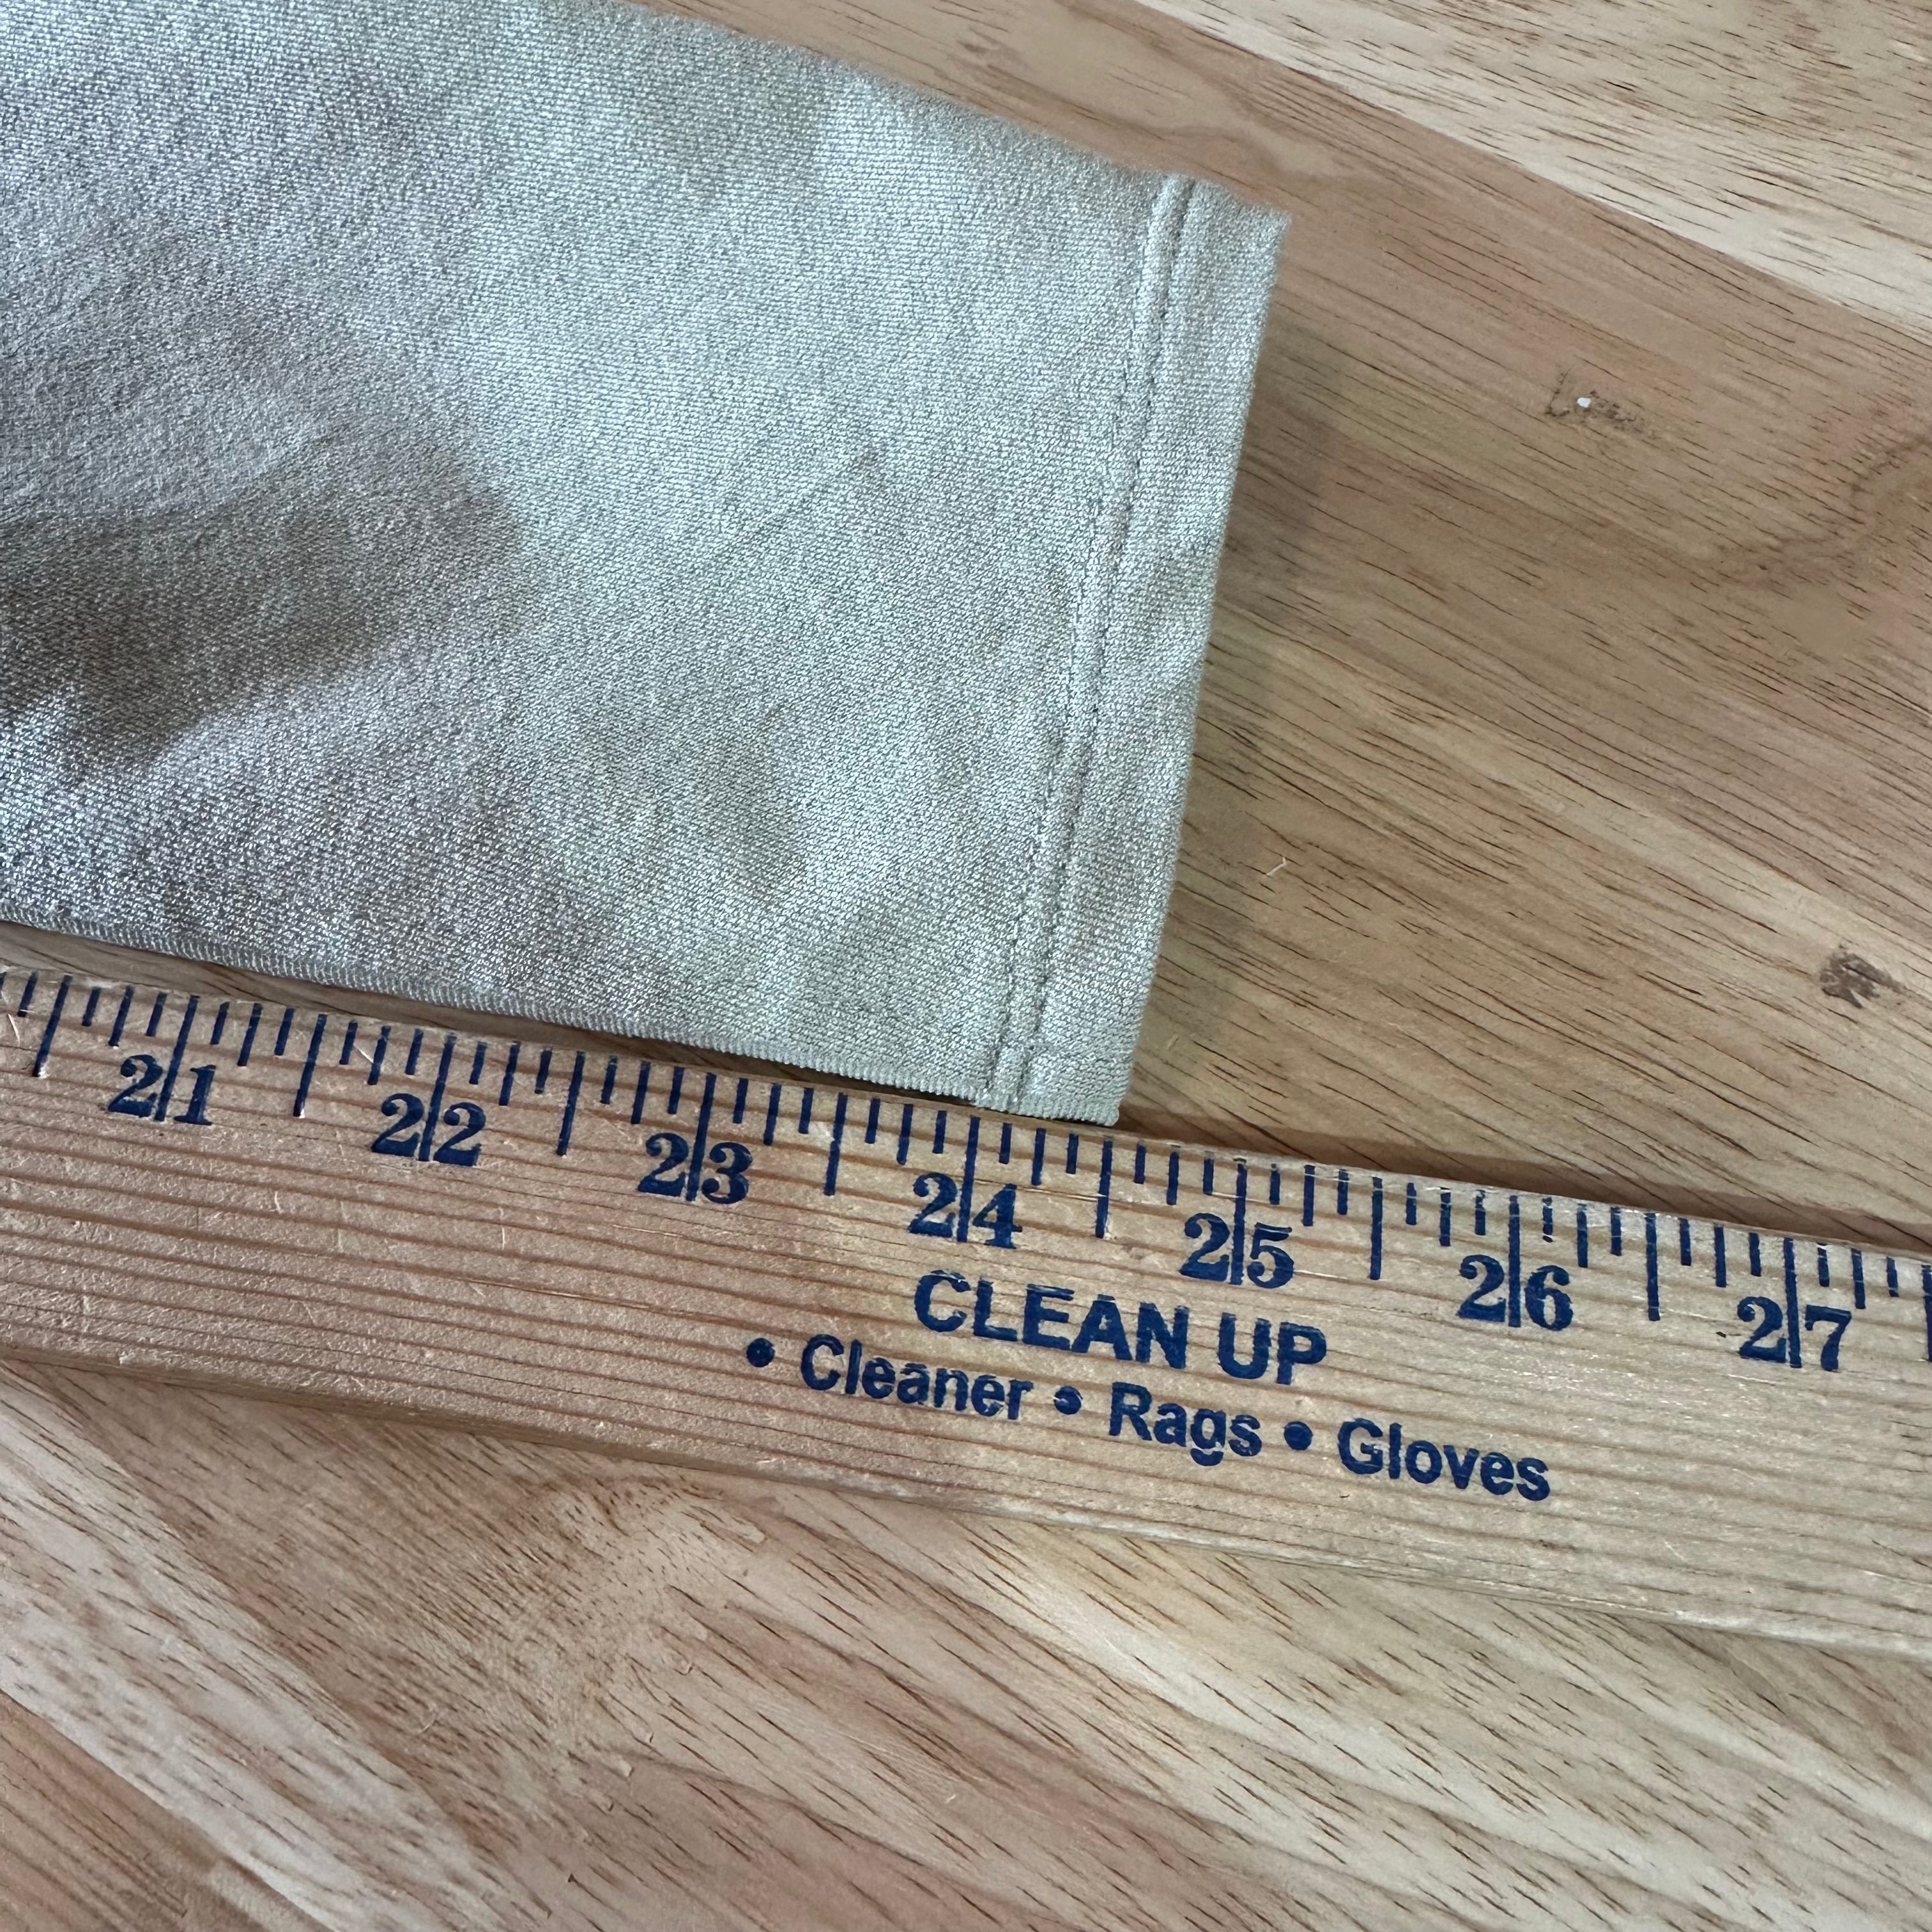 21 22 23 24 25 26 27
CLEAN UP
• Cleaner • Rags • Gloves